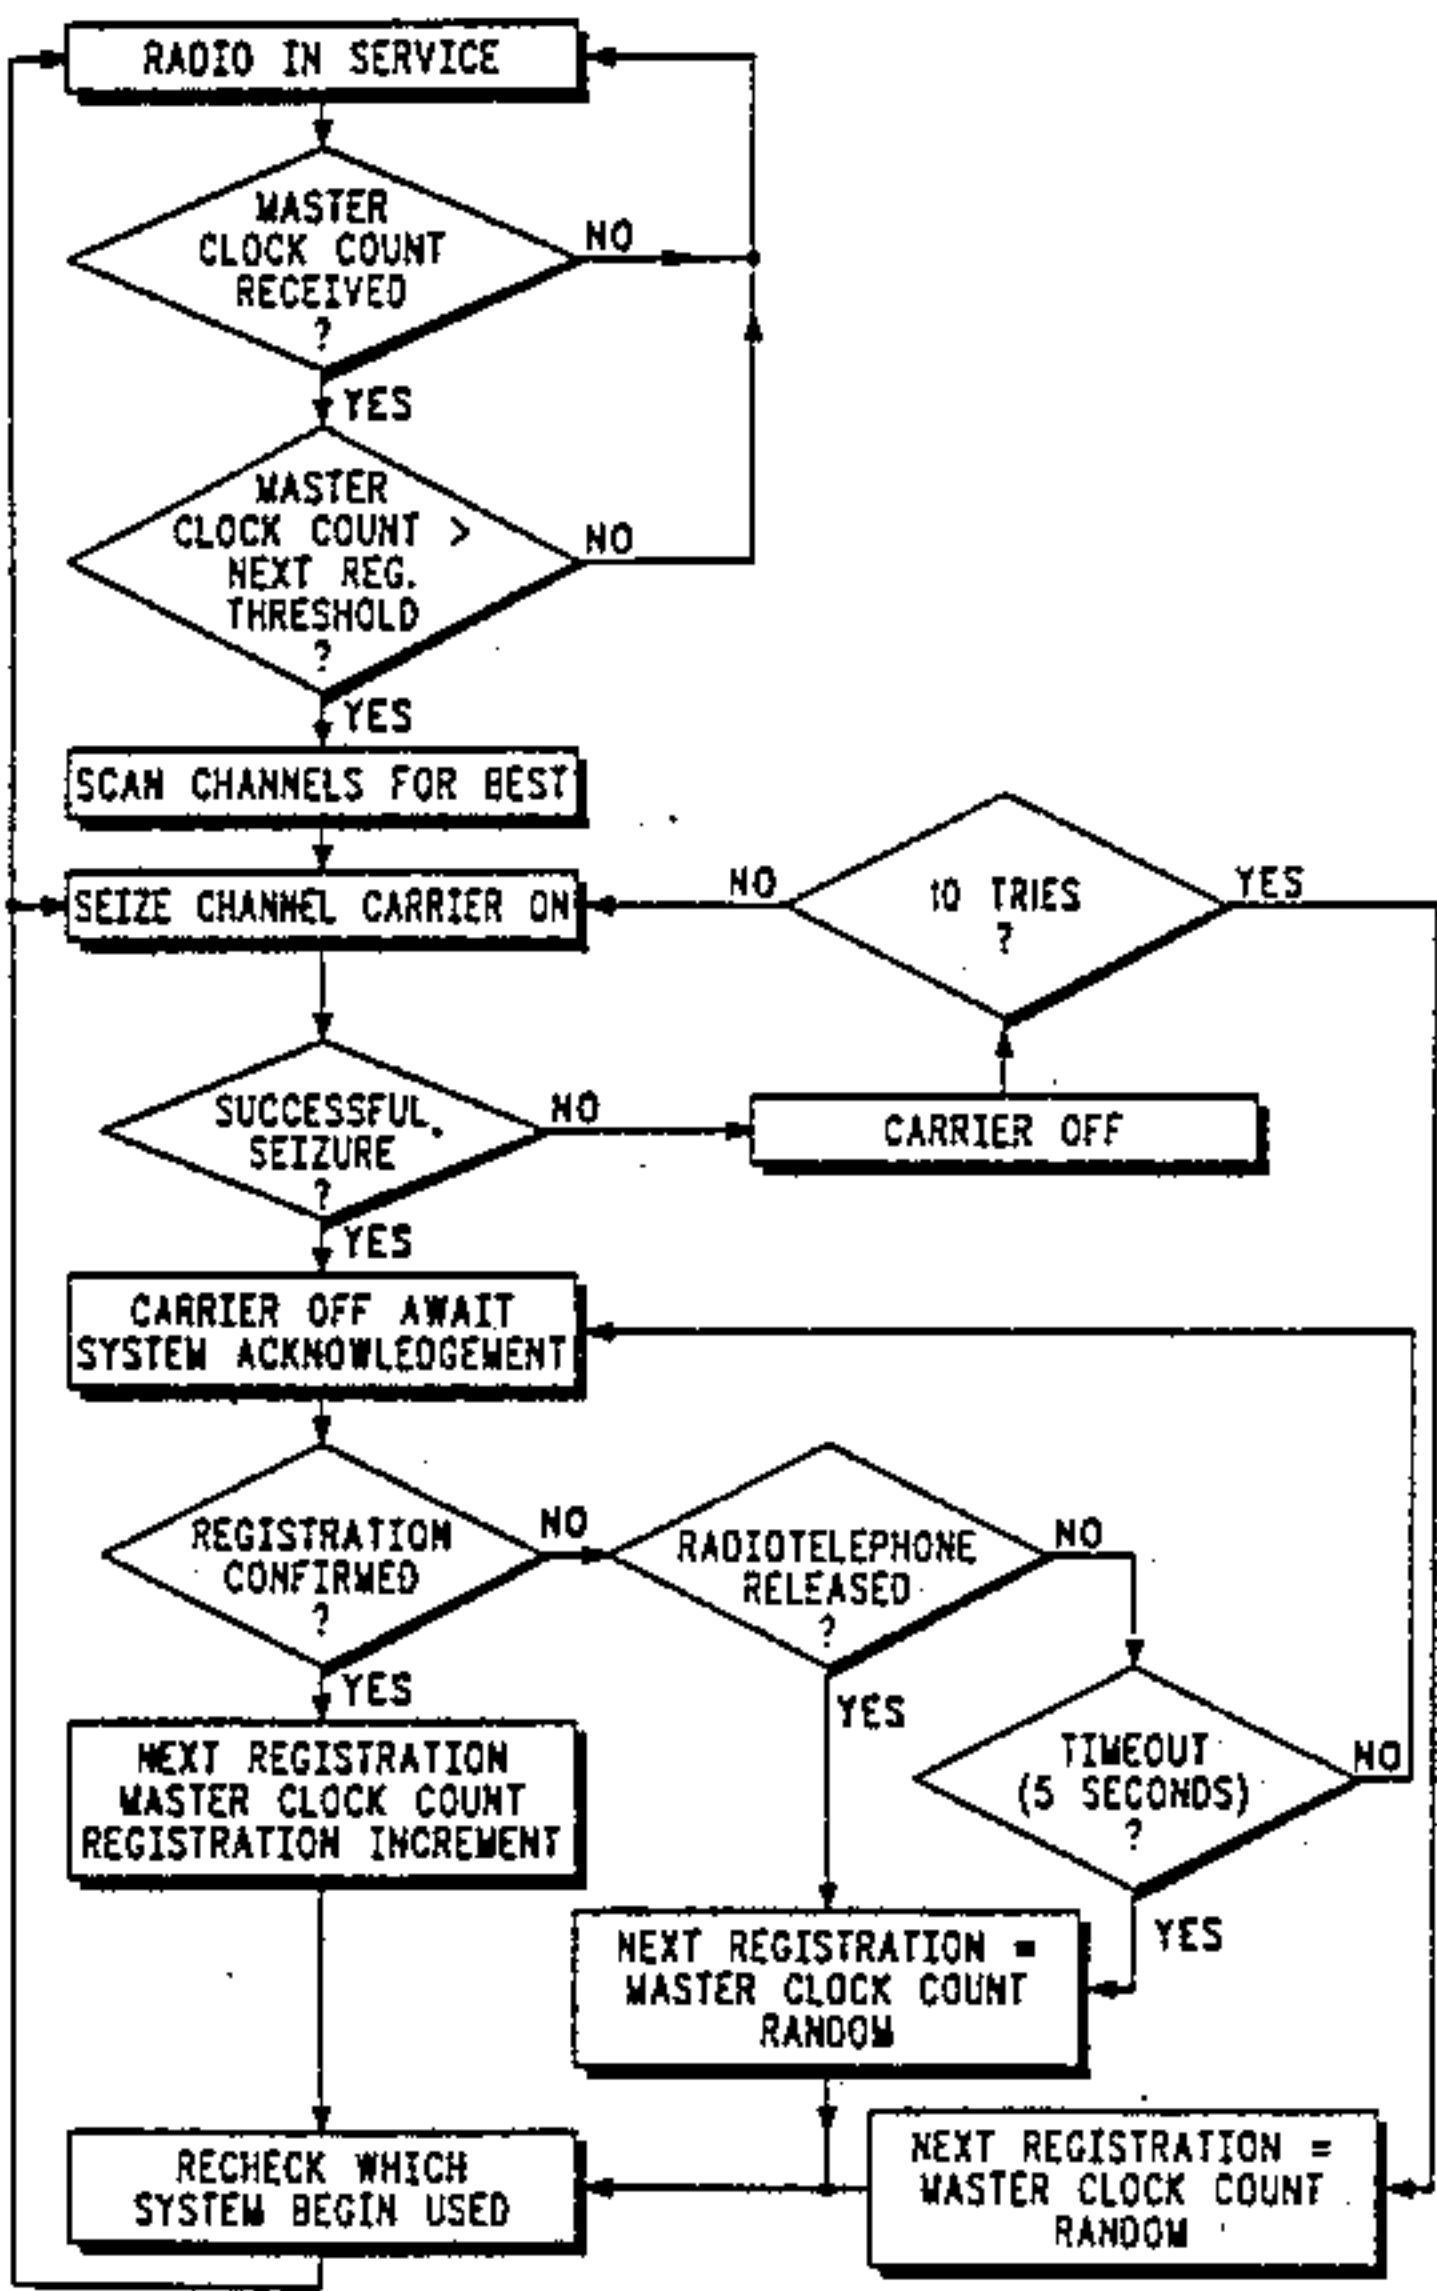 RADIO IN SERVICE
MASTER
CLOCK COUNT
RECEIVED
?
NO
YES
MASTER
CLOCK COUNT >
NEXT REG.
THRESHOLD
?
NO
YES
SCAN CHANNELS FOR BEST
SEIZE CHANNEL CARRIER ON
NO
10 TRIES
?
YES
SUCCESSFUL
SEIZURE
?
NO
CARRIER OFF
YES
CARRIER OFF AWAIT
SYSTEM ACKNOWLEDGEMENT
REGISTRATION
CONFIRMED
?
NO
RADIOTELEPHONE
RELEASED
?
NO
YES
YES
NEXT REGISTRATION
MASTER CLOCK COUNT
REGISTRATION INCREMENT
TIMEOUT
(5 SECONDS)
?
NO
YES
NEXT REGISTRATION =
MASTER CLOCK COUNT
RANDOM
RECHECK WHICH
SYSTEM BEGIN USED
NEXT REGISTRATION =
MASTER CLOCK COUNT
RANDOM